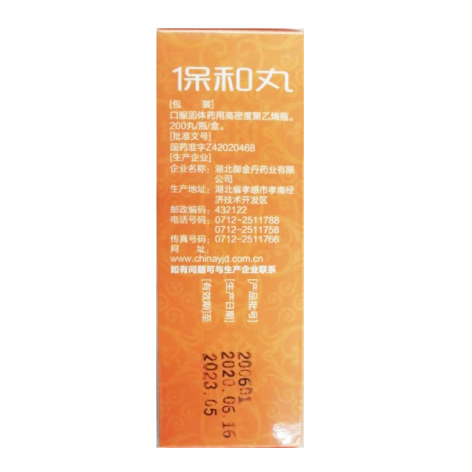 保和丸
[包 装]
口服固体药用高密度聚乙烯瓶。
200丸/瓶/盒。
[批准文号]
国药准字Z42020468
[生产企业]
企业名称：湖北御金丹药业有限
公司
生产地址：湖北省孝感市孝南经
济技术开发区
邮政编码：432122
电话号码：0712-2511788
0712-2511758
传真号码：0712-2511766
网 址：
www.chinayjd.com.cn
如有问题可与生产企业联系
[产品批号]
[生产日期]
[有效期]至
200601
2020.06.16
2023.05